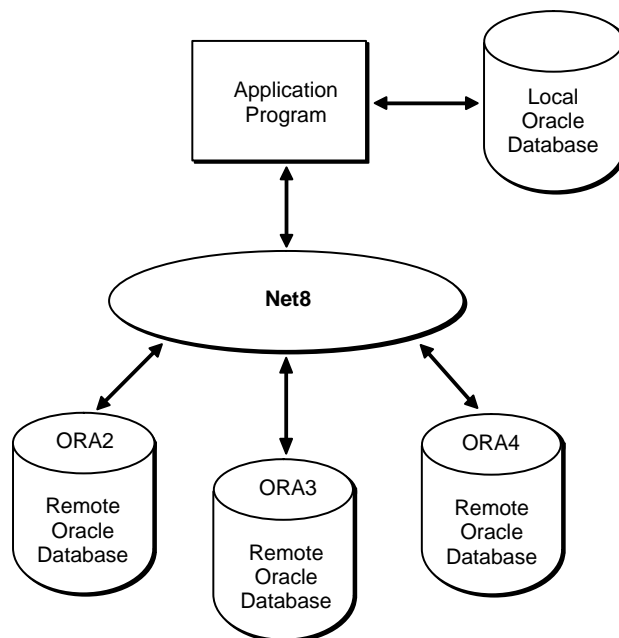 Application
Program
Local
Oracle
Database
Net8
ORA2
Remote
Oracle
Database
ORA3
Remote
Oracle
Database
ORA4
Remote
Oracle
Database